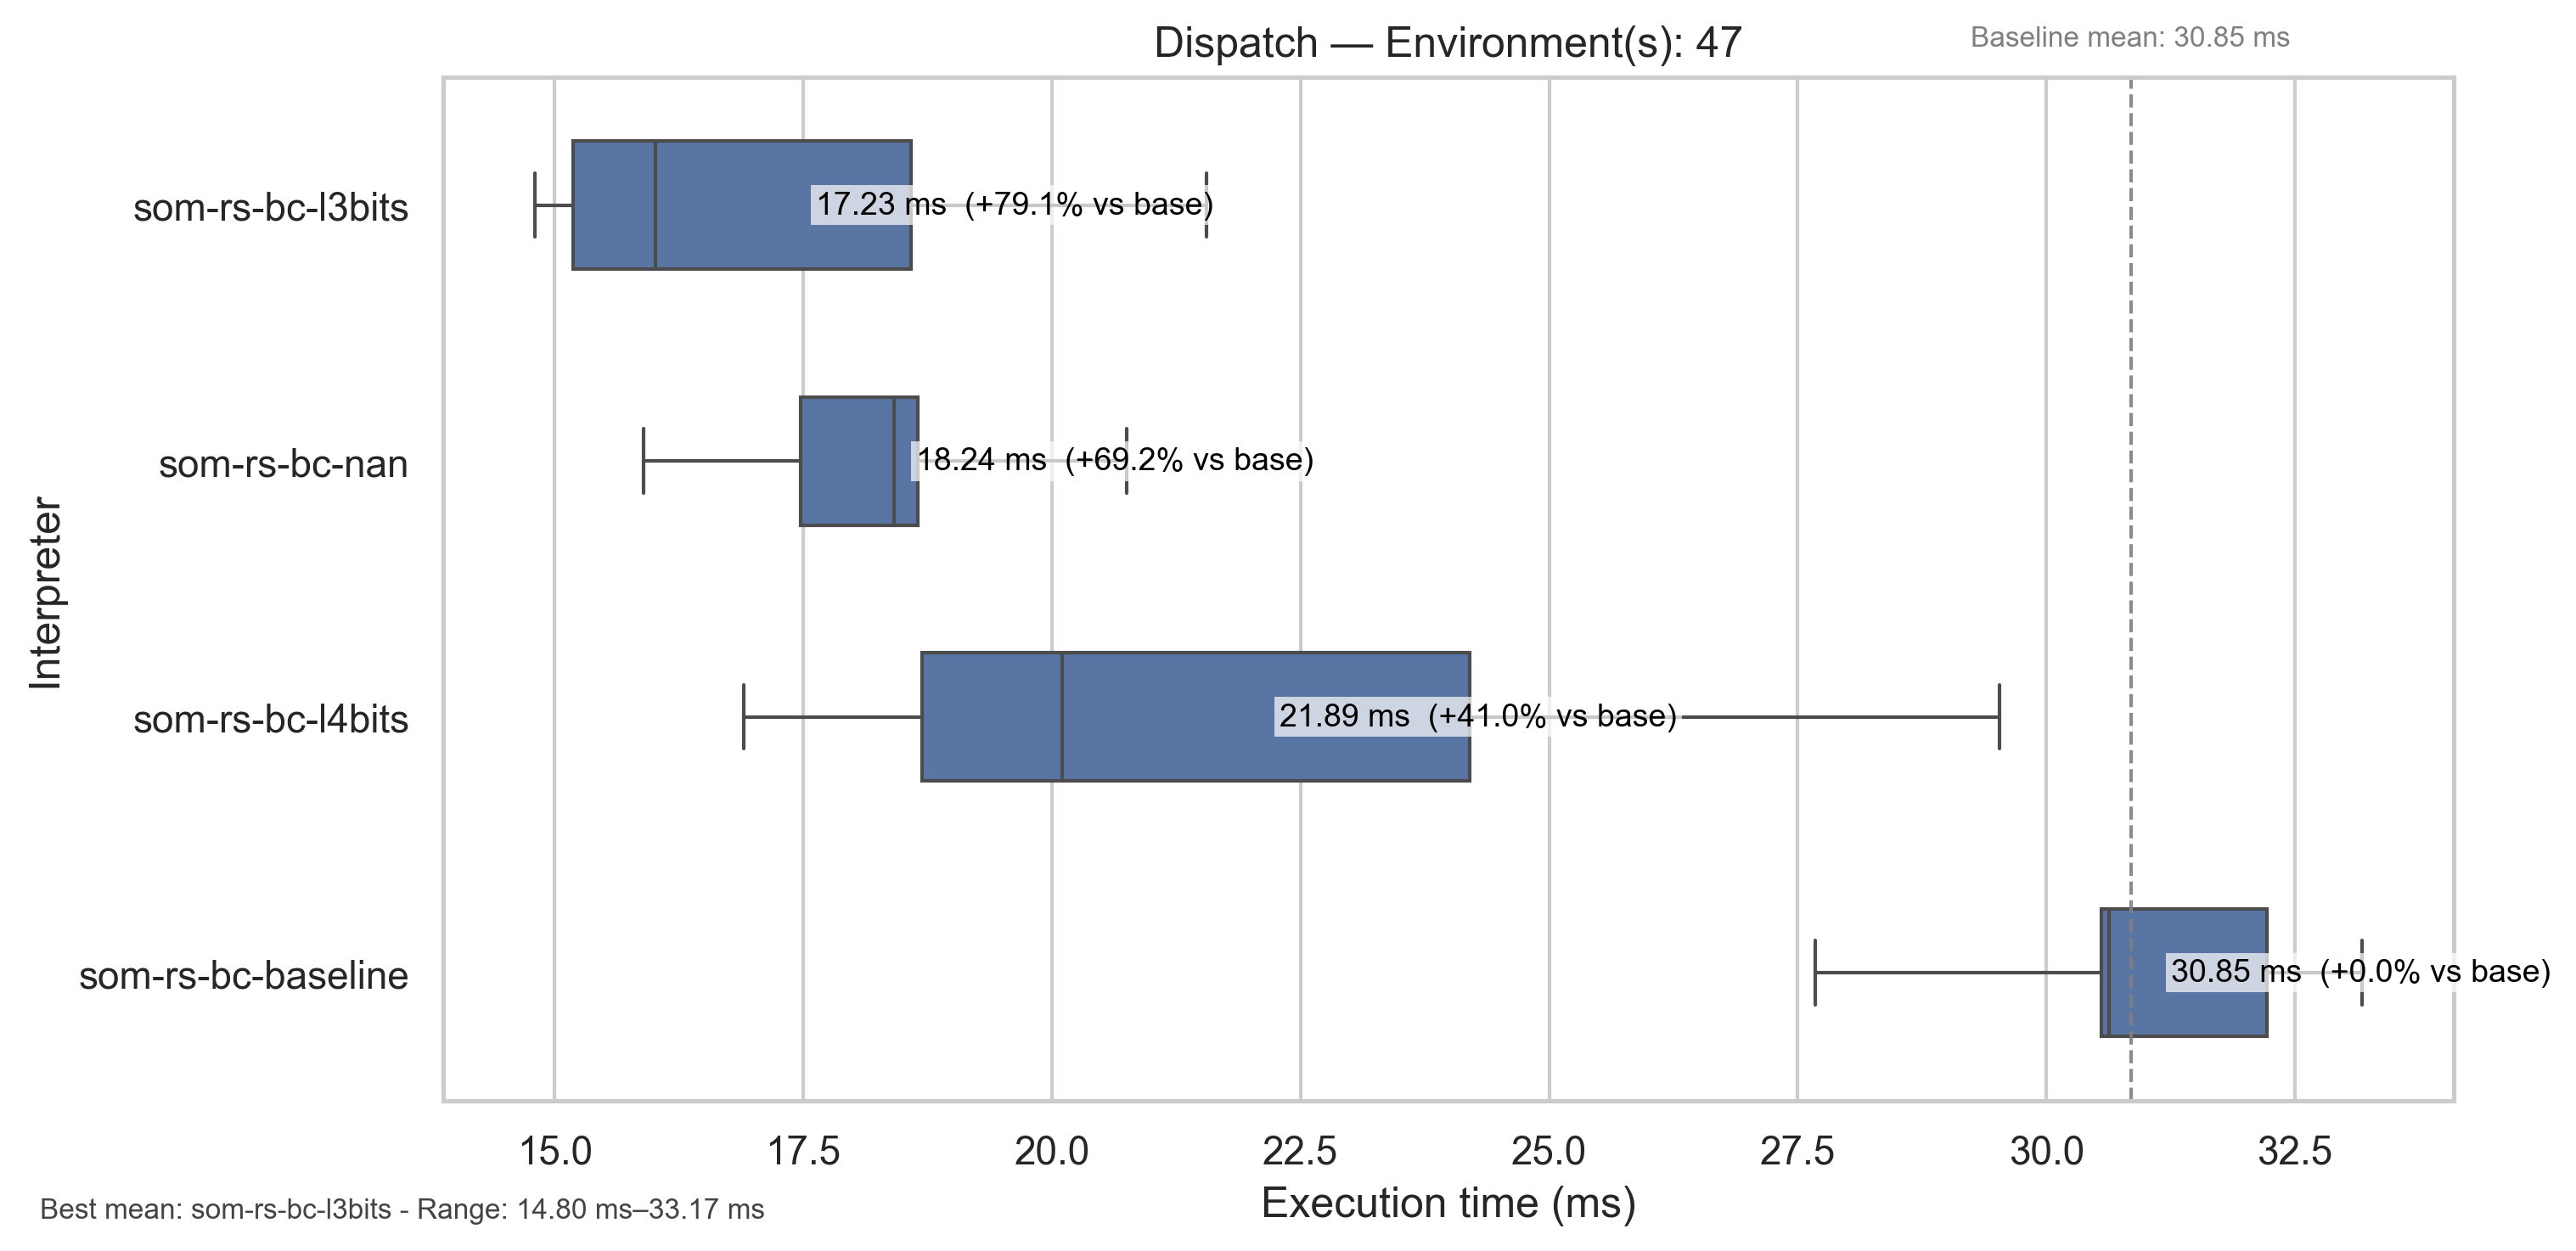 Dispatch — Environment(s): 47
Baseline mean: 30.85 ms
Interpreter
som-rs-bc-l3bits
17.23 ms  (+79.1% vs base)
som-rs-bc-nan
18.24 ms  (+69.2% vs base)
som-rs-bc-l4bits
21.89 ms  (+41.0% vs base)
som-rs-bc-baseline
30.85 ms  (+0.0% vs base)
15.0 17.5 20.0 22.5 25.0 27.5 30.0 32.5
Execution time (ms)
Best mean: som-rs-bc-l3bits - Range: 14.80 ms–33.17 ms